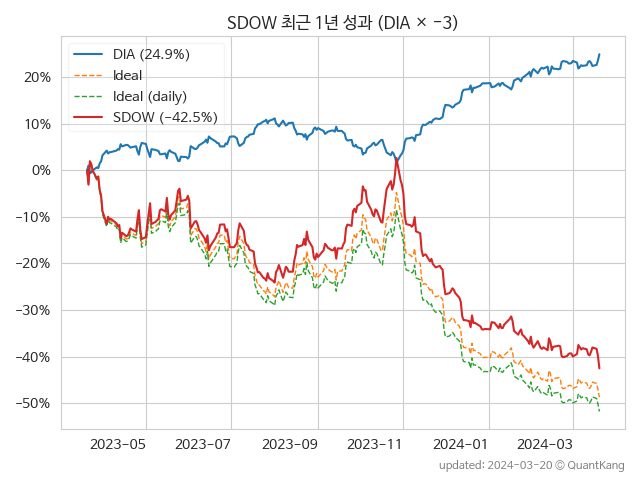 SDOW 최근 1년 성과 (DIA × −3)
DIA (24.9%)
Ideal
Ideal (daily)
SDOW (−42.5%)
20%
10%
0%
−10%
−20%
−30%
−40%
−50%
2023-05 2023-07 2023-09 2023-11 2024-01 2024-03
updated: 2024-03-20 © QuantKang